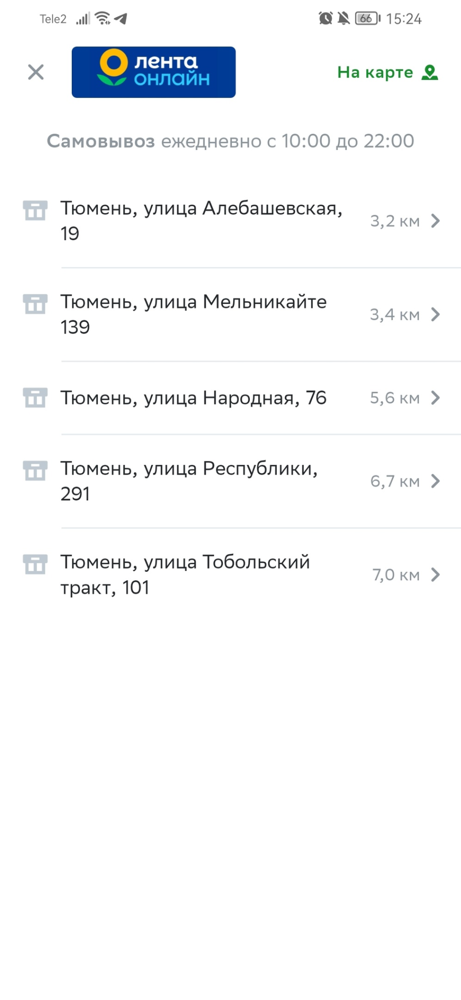 Tele2 66 15:24
лента
онлайн
На карте
Самовывоз ежедневно с 10:00 до 22:00
Тюмень, улица Алебашевская,
19
3,2 км
Тюмень, улица Мельникайте
139
3,4 км
Тюмень, улица Народная, 76
5,6 км
Тюмень, улица Республики,
291
6,7 км
Тюмень, улица Тобольский
тракт, 101
7,0 км